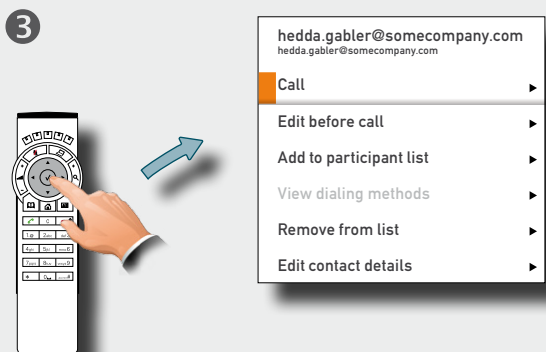 3
hedda.gabler@somecompany.com
hedda.gabler@somecompany.com
Call
Edit before call
Add to participant list
View dialing methods
Remove from list
Edit contact details